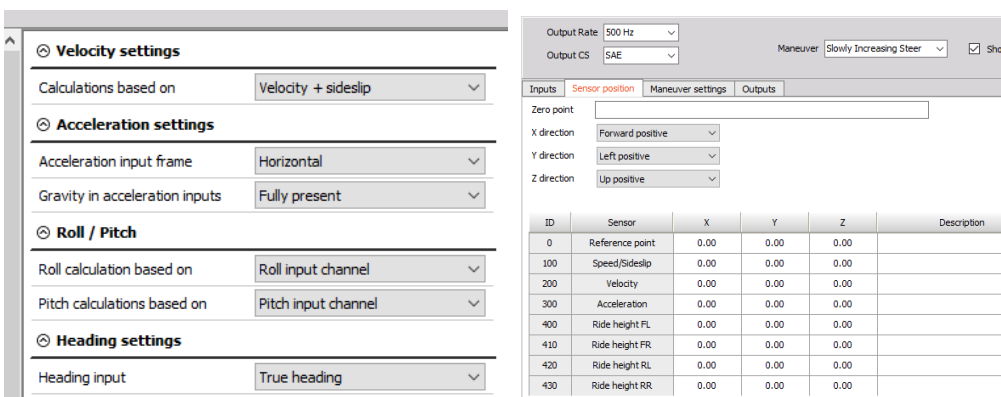 Velocity settings
Calculations based on Velocity + sideslip
Acceleration settings
Acceleration input frame Horizontal
Gravity in acceleration inputs Fully present
Roll / Pitch
Roll calculation based on Roll input channel
Pitch calculations based on Pitch input channel
Heading settings
Heading input True heading
Output Rate 500 Hz
Output CS SAE
Maneuver Slowly Increasing Steer Sho
Inputs Sensor position Maneuver settings Outputs
Zero point
X direction Forward positive
Y direction Left positive
Z direction Up positive
ID Sensor X Y Z Description
0 Reference point 0.00 0.00 0.00
100 Speed/Sideslip 0.00 0.00 0.00
200 Velocity 0.00 0.00 0.00
300 Acceleration 0.00 0.00 0.00
400 Ride height FL 0.00 0.00 0.00
410 Ride height FR 0.00 0.00 0.00
420 Ride height RL 0.00 0.00 0.00
430 Ride height RR 0.00 0.00 0.00